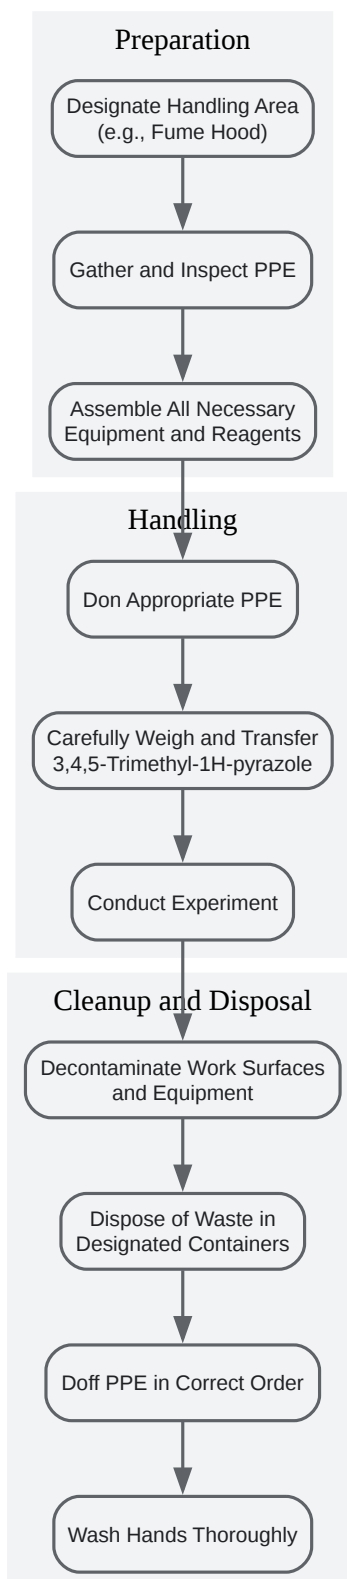 Preparation
Designate Handling Area
(e.g., Fume Hood)
Gather and Inspect PPE
Assemble All Necessary
Equipment and Reagents
Handling
Don Appropriate PPE
Carefully Weigh and Transfer
3,4,5-Trimethyl-1H-pyrazole
Conduct Experiment
Cleanup and Disposal
Decontaminate Work Surfaces
and Equipment
Dispose of Waste in
Designated Containers
Doff PPE in Correct Order
Wash Hands Thoroughly